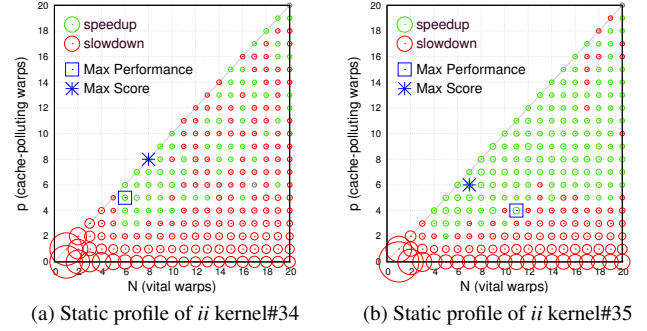 20
18
16
14
12
10
8
6
4
2
0
p (cache-polluting warps)
speedup
slowdown
Max Performance
Max Score
0 2 4 6 8 10 12 14 16 18 20
N (vital warps)
(a) Static profile of ii kernel#34
20
18
16
14
12
10
8
6
4
2
0
p (cache-polluting warps)
speedup
slowdown
Max Performance
Max Score
0 2 4 6 8 10 12 14 16 18 20
N (vital warps)
(b) Static profile of ii kernel#35